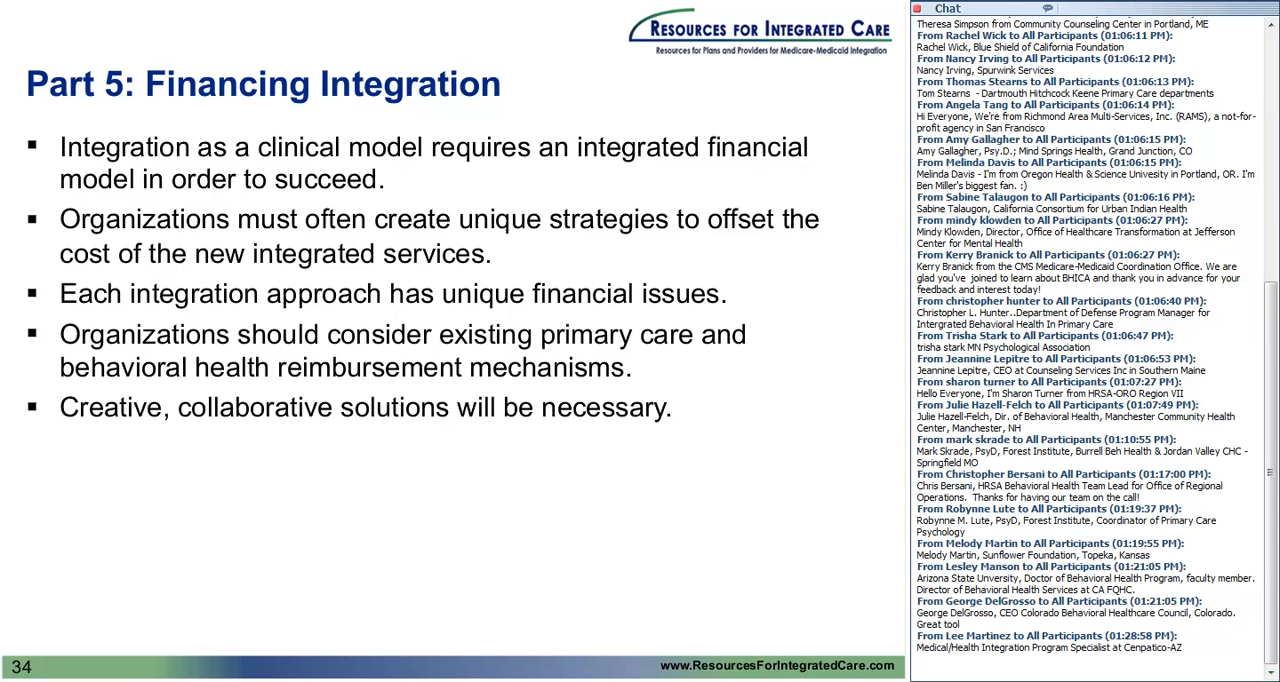 RESOURCES FOR INTEGRATED CARE
Resources for Plans and Providers for Medicare-Medicaid Integration
Part 5: Financing Integration
▪ Integration as a clinical model requires an integrated financial
model in order to succeed.
▪ Organizations must often create unique strategies to offset the
cost of the new integrated services.
▪ Each integration approach has unique financial issues.
▪ Organizations should consider existing primary care and
behavioral health reimbursement mechanisms.
▪ Creative, collaborative solutions will be necessary.
34
www.ResourcesForIntegratedCare.com
Chat
Theresa Simpson from Community Counseling Center in Portland, ME
From Rachel Wick to All Participants (01:06:11 PM):
Rachel Wick, Blue Shield of California Foundation
From Nancy Irving to All Participants (01:06:12 PM):
Nancy Irving, Spurwink Services
From Thomas Stearns to All Participants (01:06:13 PM):
Tom Stearns  - Dartmouth Hitchcock Keene Primary Care departments
From Angela Tang to All Participants (01:06:14 PM):
Hi Everyone, We're from Richmond Area Multi-Services, Inc. (RAMS), a not-for-
profit agency in San Francisco
From Amy Gallagher to All Participants (01:06:15 PM):
Amy Gallagher, Psy.D.; Mind Springs Health, Grand Junction, CO
From Melinda Davis to All Participants (01:06:15 PM):
Melinda Davis - I'm from Oregon Health & Science Univesity in Portland, OR. I'm
Ben Miller's biggest fan. :)
From Sabine Talaugon to All Participants (01:06:16 PM):
Sabine Talaugon, California Consortium for Urban Indian Health
From mindy klowden to All Participants (01:06:27 PM):
Mindy Klowden, Director, Office of Healthcare Transformation at Jefferson
Center for Mental Health
From Kerry Branick to All Participants (01:06:27 PM):
Kerry Branick from the CMS Medicare-Medicaid Coordination Office. We are
glad you've  joined to learn about BHICA and thank you in advance for your
feedback and interest today!
From christopher hunter to All Participants (01:06:40 PM):
Christopher L. Hunter..Department of Defense Program Manager for
Intergrated Behavioral Health In Primary Care
From Trisha Stark to All Participants (01:06:47 PM):
trisha stark MN Psychological Association
From Jeannine Lepitre to All Participants (01:06:53 PM):
Jeannine Lepitre, CEO at Counseling Services Inc in Southern Maine
From sharon turner to All Participants (01:07:27 PM):
Hello Everyone, I'm Sharon Turner from HRSA-ORO Region VII
From Julie Hazell-Felch to All Participants (01:07:49 PM):
Julie Hazell-Felch, Dir. of Behavioral Health, Manchester Community Health
Center, Manchester, NH
From mark skrade to All Participants (01:10:55 PM):
Mark Skrade, PsyD, Forest Institute, Burrell Beh Health & Jordan Valley CHC -
Springfield MO
From Christopher Bersani to All Participants (01:17:00 PM):
Chris Bersani, HRSA Behavioral Health Team Lead for Office of Regional
Operations.  Thanks for having our team on the call!
From Robynne Lute to All Participants (01:19:37 PM):
Robynne M. Lute, PsyD, Forest Institute, Coordinator of Primary Care
Psychology
From Melody Martin to All Participants (01:19:55 PM):
Melody Martin, Sunflower Foundation, Topeka, Kansas
From Lesley Manson to All Participants (01:21:05 PM):
Arizona State Unversity, Doctor of Behavioral Health Program, faculty member.
Director of Behavioral Health Services at CA FQHC.
From George DelGrosso to All Participants (01:21:05 PM):
George DelGrosso, CEO Colorado Behavioral Healthcare Council, Colorado.
Great tool
From Lee Martinez to All Participants (01:28:58 PM):
Medical/Health Integration Program Specialist at Cenpatico-AZ